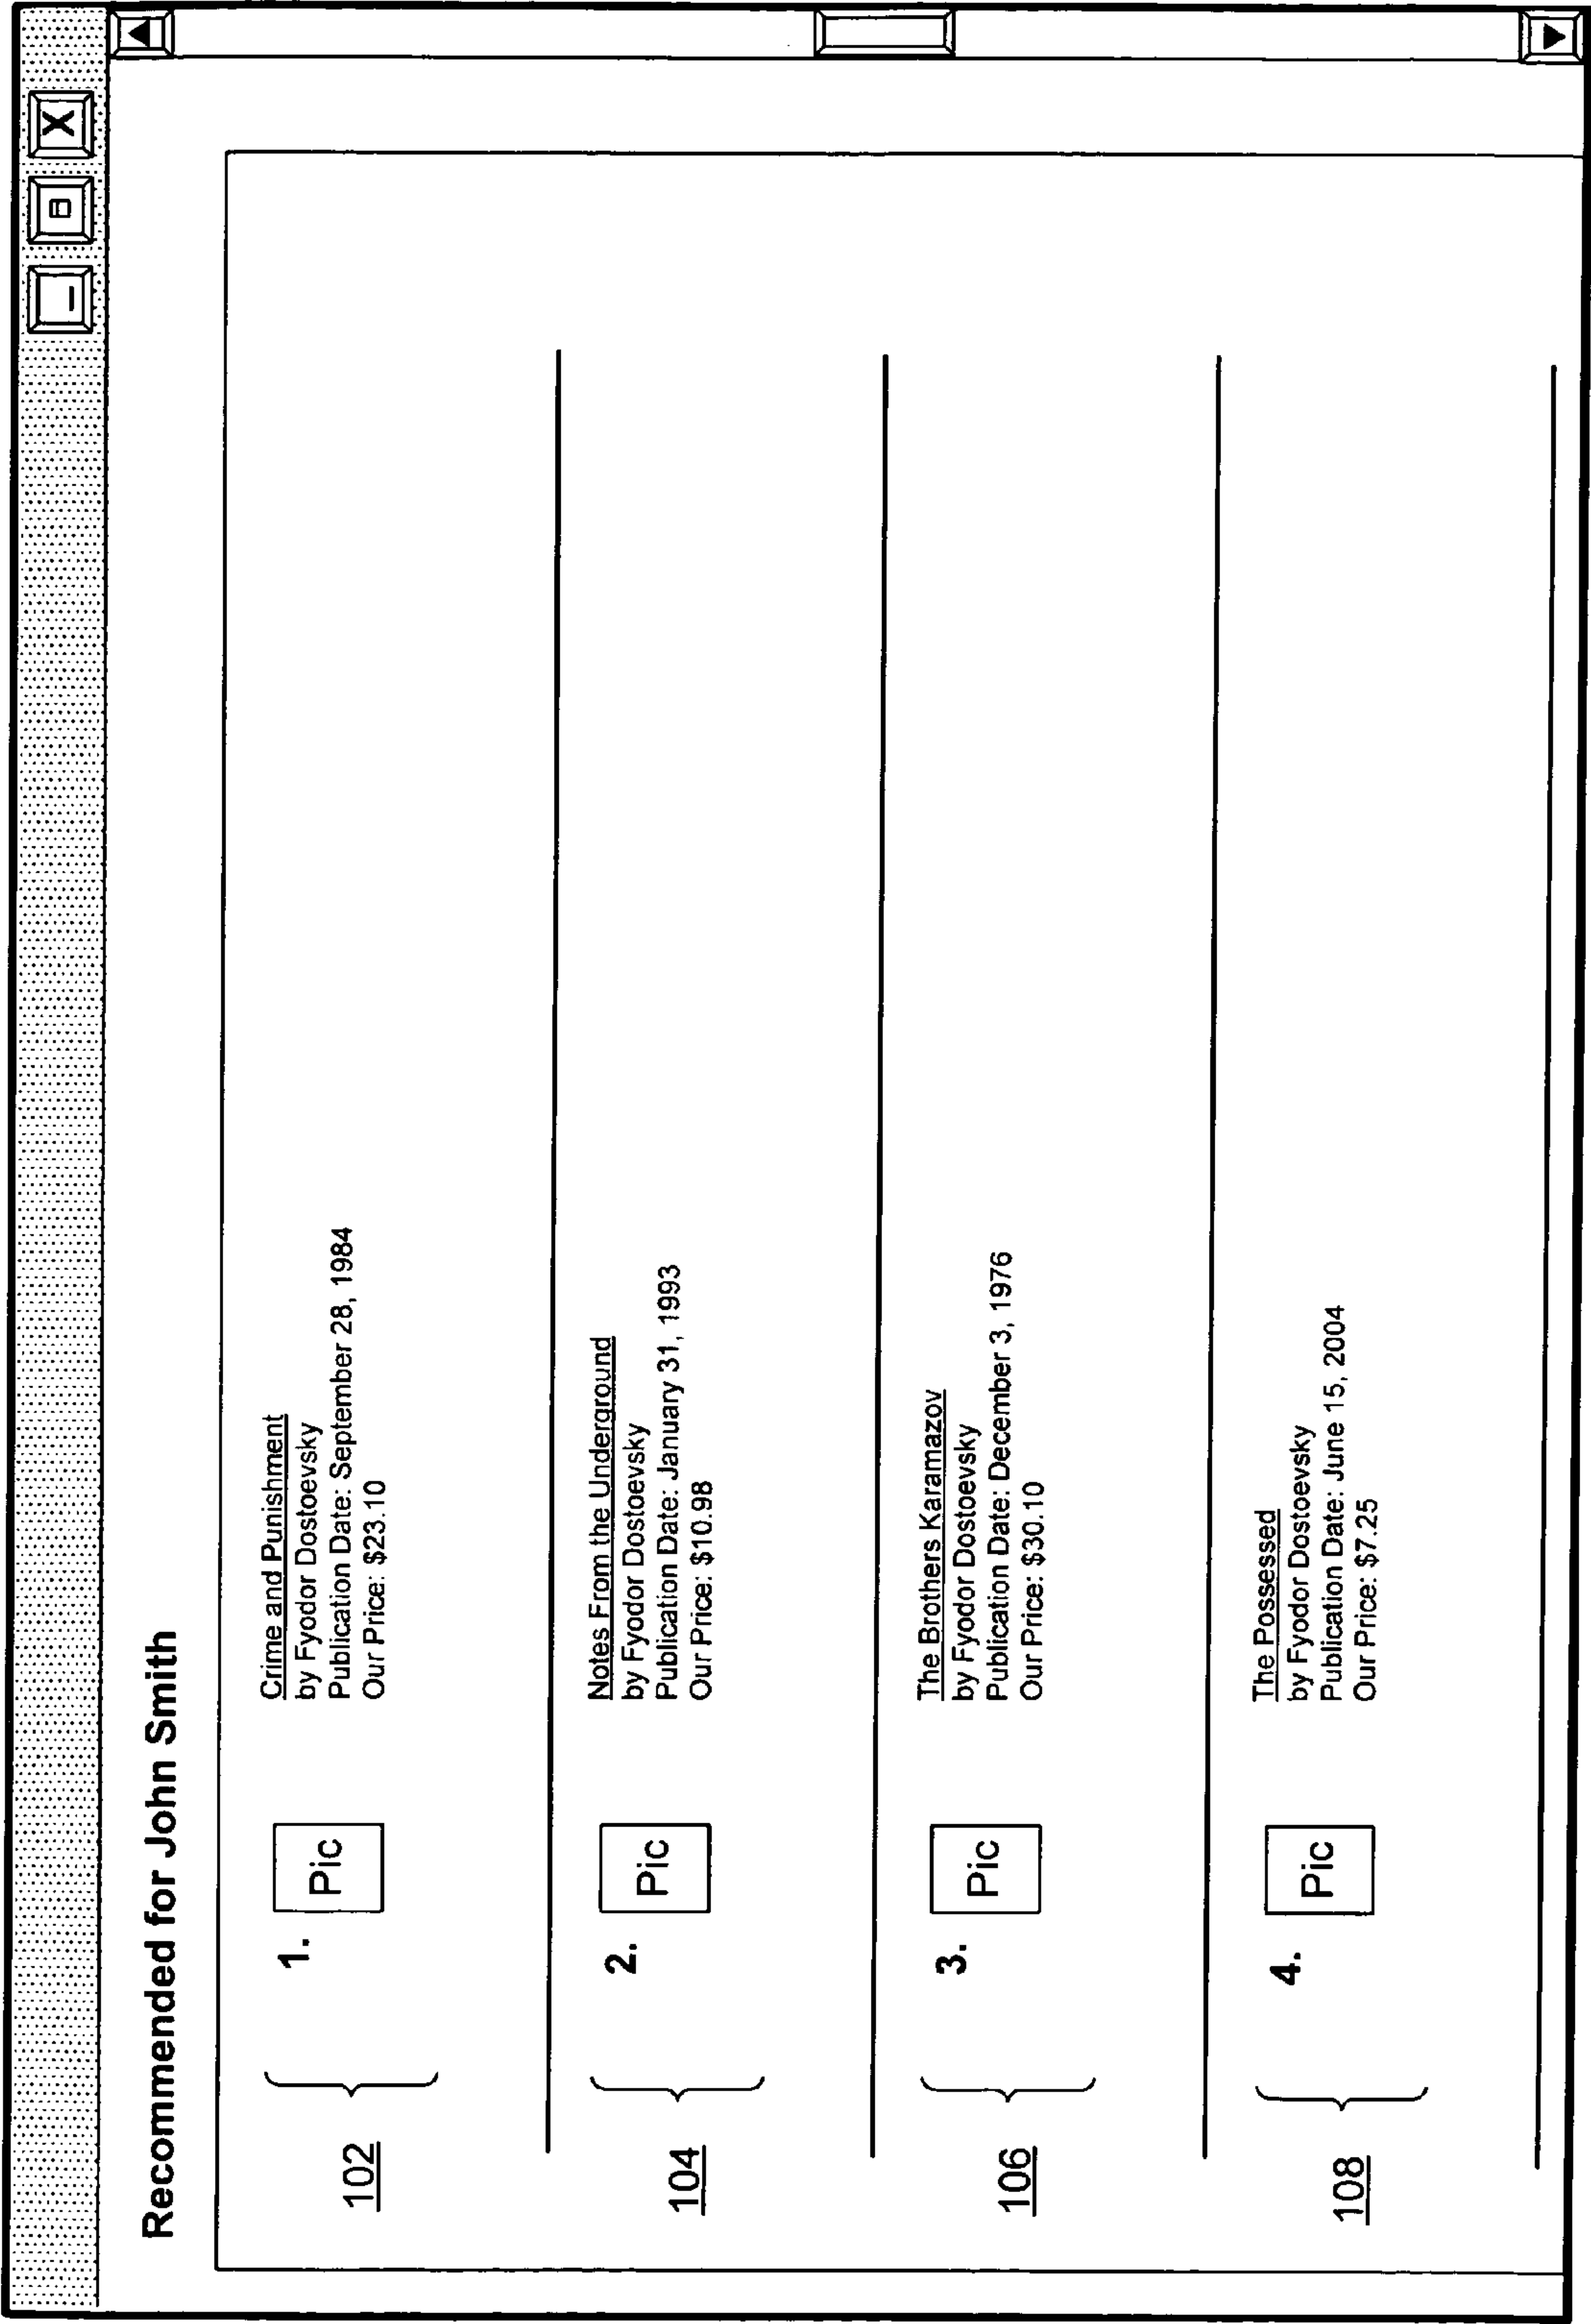 X
Recommended for John Smith
102
1.
Pic
Crime and Punishment
by Fyodor Dostoevsky
Publication Date: September 28, 1984
Our Price: $23.10
104
2.
Pic
Notes From the Underground
by Fyodor Dostoevsky
Publication Date: January 31, 1993
Our Price: $10.98
106
3.
Pic
The Brothers Karamazov
by Fyodor Dostoevsky
Publication Date: December 3, 1976
Our Price: $30.10
108
4.
Pic
The Possessed
by Fyodor Dostoevsky
Publication Date: June 15, 2004
Our Price: $7.25